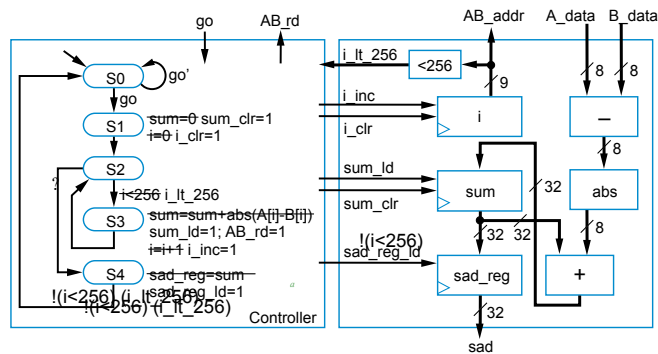 go
AB_rd
AB_addr
A_data
B_data
i_lt_256
<256
8
8
9
S0
go'
go
i_inc
i
i_clr
–
8
S1
sum=0 sum_clr=1
i=0 i_clr=1
S2
?
i<256 i_lt_256
sum_ld
sum
sum_clr
abs
32
S3
sum=sum+abs(A[i]-B[i])
sum_ld=1; AB_rd=1
i=i+1 i_inc=1
!(i<256)
32
32
8
sad_reg_ld
sad_reg
+
S4
sad_reg=sum
sad_reg_ld=1
a
!(i<256) (i_lt_256)
!(i<256) (i_lt_256)
Controller
32
sad